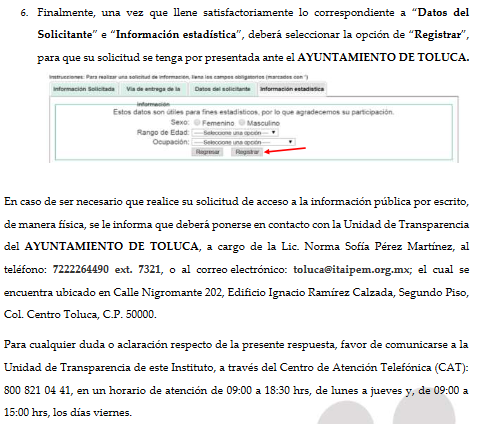 6. Finalmente, una vez que llene satisfactoriamente lo correspondiente a “Datos del
Solicitante” e “Información estadística”, deberá seleccionar la opción de “Registrar”,
para que su solicitud se tenga por presentada ante el AYUNTAMIENTO DE TOLUCA.
Instrucciones: Para realizar una solicitud de información, llena los campos obligatorios (marcados con *)
Información Solicitada Vía de entrega de la Datos del solicitante Información estadística
información
Estos datos son útiles para fines estadísticos, por lo que agradecemos su participación.
Sexo: Femenino Masculino
Rango de Edad: ----Seleccione una opción---
Ocupación: ----Seleccione una opción----
Regresar Registrar
En caso de ser necesario que realice su solicitud de acceso a la información pública por escrito,
de manera física, se le informa que deberá ponerse en contacto con la Unidad de Transparencia
del AYUNTAMIENTO DE TOLUCA, a cargo de la Lic. Norma Sofía Pérez Martínez, al
teléfono: 7222264490 ext. 7321, o al correo electrónico: toluca@itaipem.org.mx; el cual se
encuentra ubicado en Calle Nigromante 202, Edificio Ignacio Ramírez Calzada, Segundo Piso,
Col. Centro Toluca, C.P. 50000.
Para cualquier duda o aclaración respecto de la presente respuesta, favor de comunicarse a la
Unidad de Transparencia de este Instituto, a través del Centro de Atención Telefónica (CAT):
800 821 04 41, en un horario de atención de 09:00 a 18:30 hrs, de lunes a jueves y, de 09:00 a
15:00 hrs, los días viernes.